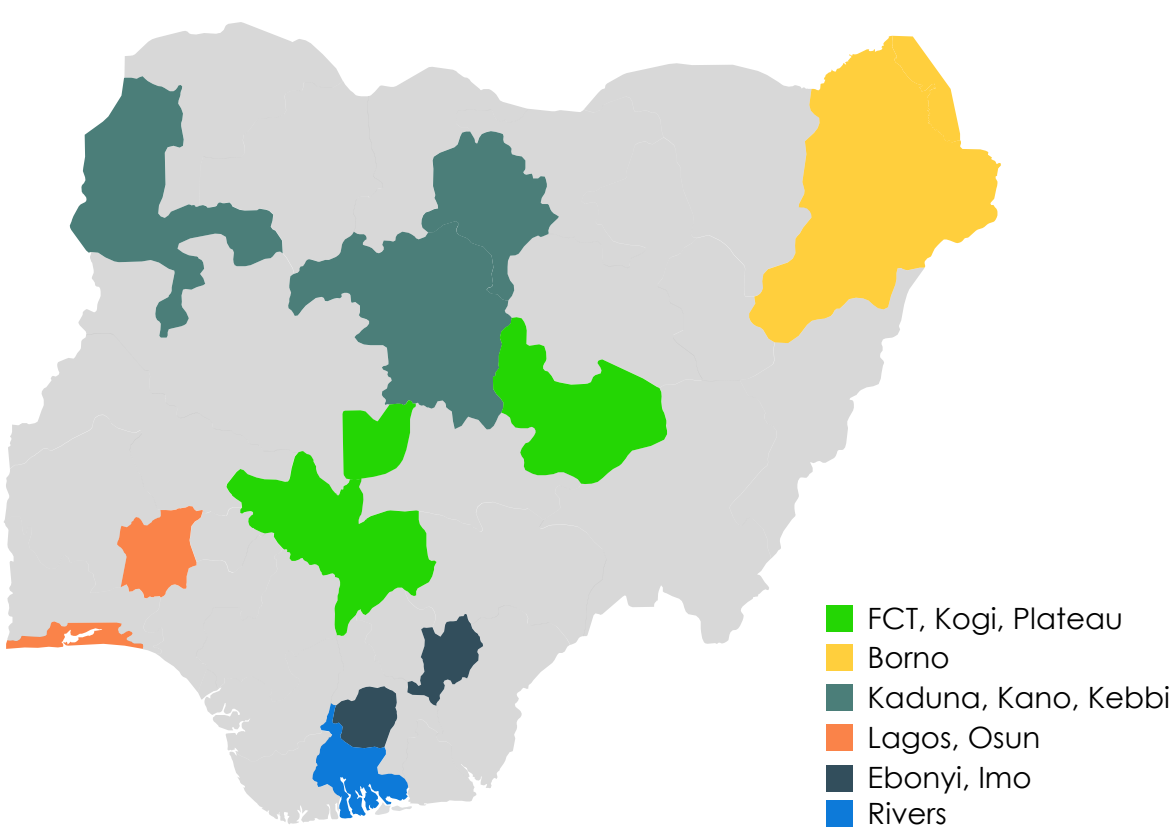 FCT, Kogi, Plateau
Borno
Kaduna, Kano, Kebbi
Lagos, Osun
Ebonyi, Imo
Rivers